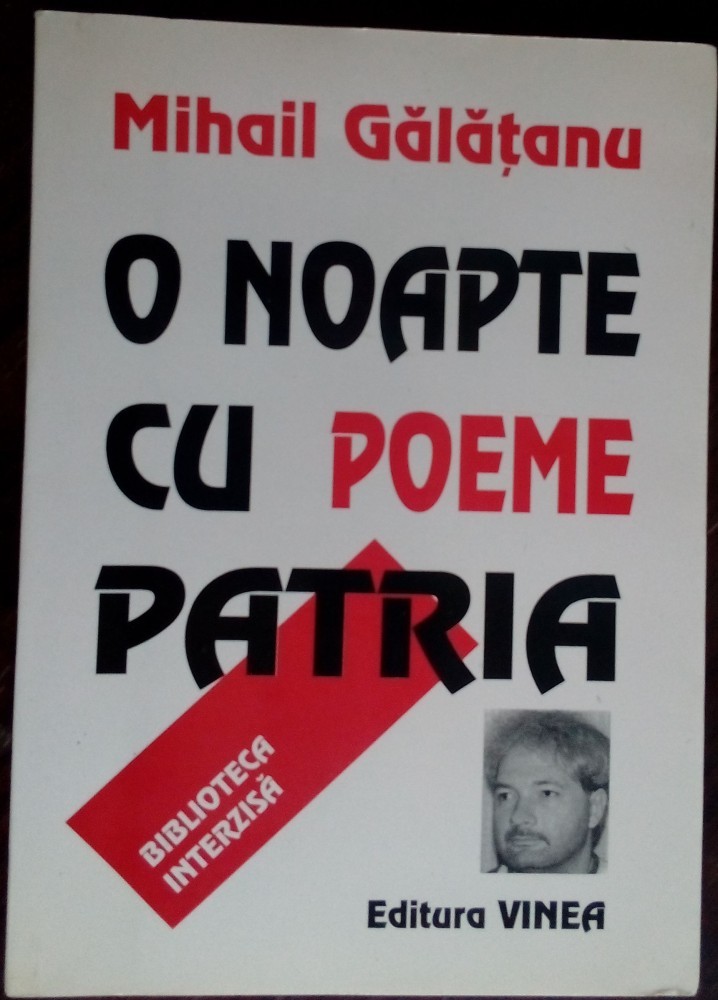 Mihail Gălățanu
O NOAPTE
CU POEME
PATRIA
BIBLIOTECA
INTERZISĂ
Editura VINEA